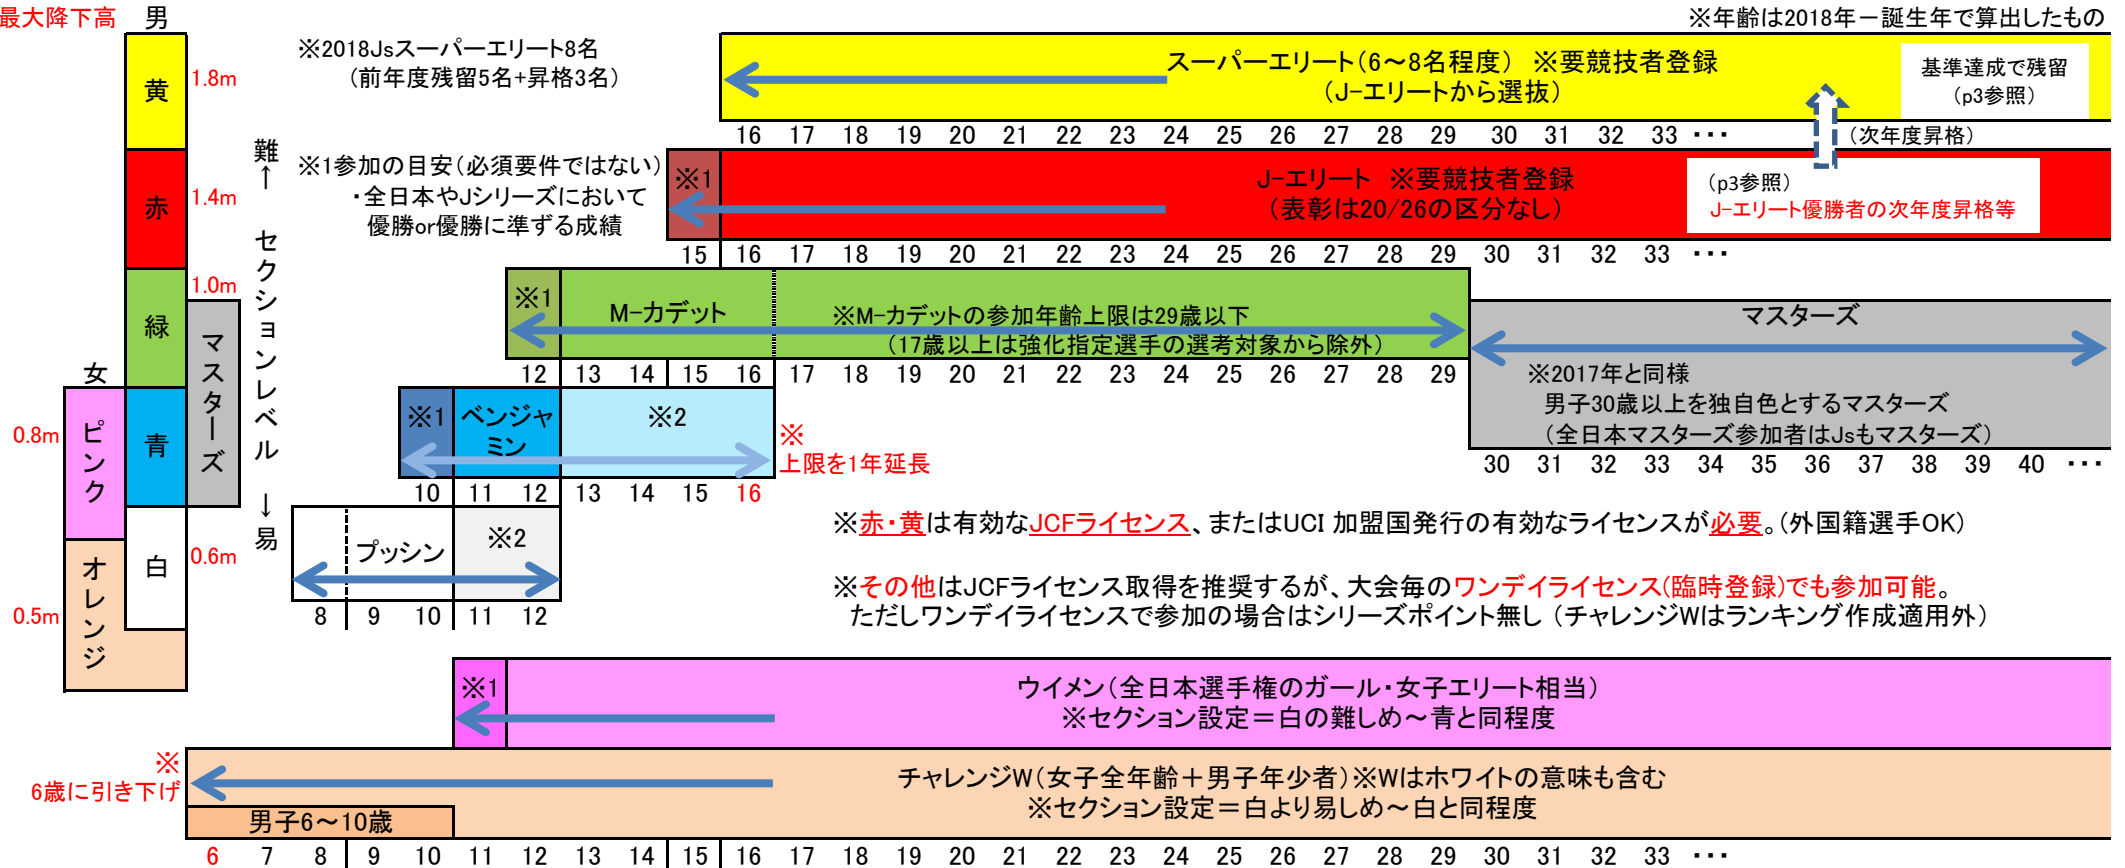 最大降下高
男
※年齢は2018年－誕生年で算出したもの
※2018Jsスーパーエリート8名
（前年度残留5名+昇格3名）
スーパーエリート（6～8名程度） ※要競技者登録
（J-エリートから選抜）
基準達成で残留
（p3参照）
黄
1.8m
16 17 18 19 20 21 22 23 24 25 26 27 28 29 30 31 32 33 ・・・
（次年度昇格）
難
↑
セクションレベル
↓
易
※1参加の目安（必須要件ではない）
・全日本やJシリーズにおいて
優勝or優勝に準ずる成績
※1
J-エリート ※要競技者登録
（表彰は20/26の区分なし）
（p3参照）
J-エリート優勝者の次年度昇格等
赤
1.4m
15 16 17 18 19 20 21 22 23 24 25 26 27 28 29 30 31 32 33 ・・・
1.0m
緑
マスターズ
※1
M-カデット
※M-カデットの参加年齢上限は29歳以下
（17歳以上は強化指定選手の選考対象から除外）
マスターズ
12 13 14 15 16 17 18 19 20 21 22 23 24 25 26 27 28 29
※2017年と同様
男子30歳以上を独自色とするマスターズ
（全日本マスターズ参加者はJsもマスターズ）
30 31 32 33 34 35 36 37 38 39 40 ・・・
女
0.8m
ピンク
青
※1
ベンジャ
ミン
※2
※
上限を1年延長
10 11 12 13 14 15 16
※赤・黄は有効なJCFライセンス、またはUCI 加盟国発行の有効なライセンスが必要。（外国籍選手OK）
白
0.6m
プッシン
※2
8 9 10 11 12
※その他はJCFライセンス取得を推奨するが、大会毎のワンデイライセンス(臨時登録)でも参加可能。
ただしワンデイライセンスで参加の場合はシリーズポイント無し（チャレンジWはランキング作成適用外）
0.5m
オレンジ
※1
ウイメン（全日本選手権のガール・女子エリート相当）
※セクション設定＝白の難しめ～青と同程度
※
6歳に引き下げ
チャレンジW（女子全年齢＋男子年少者）※Wはホワイトの意味も含む
※セクション設定＝白より易しめ～白と同程度
男子6～10歳
6 7 8 9 10 11 12 13 14 15 16 17 18 19 20 21 22 23 24 25 26 27 28 29 30 31 32 33 ・・・